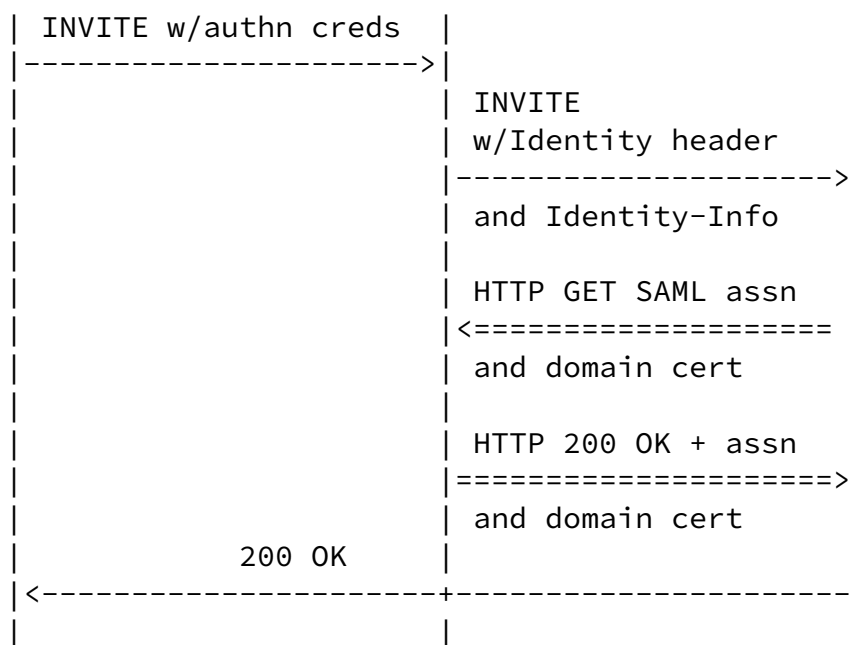 INVITE w/authn creds
INVITE
w/Identity header
and Identity-Info
HTTP GET SAML assn
and domain cert
HTTP 200 OK + assn
and domain cert
200 OK